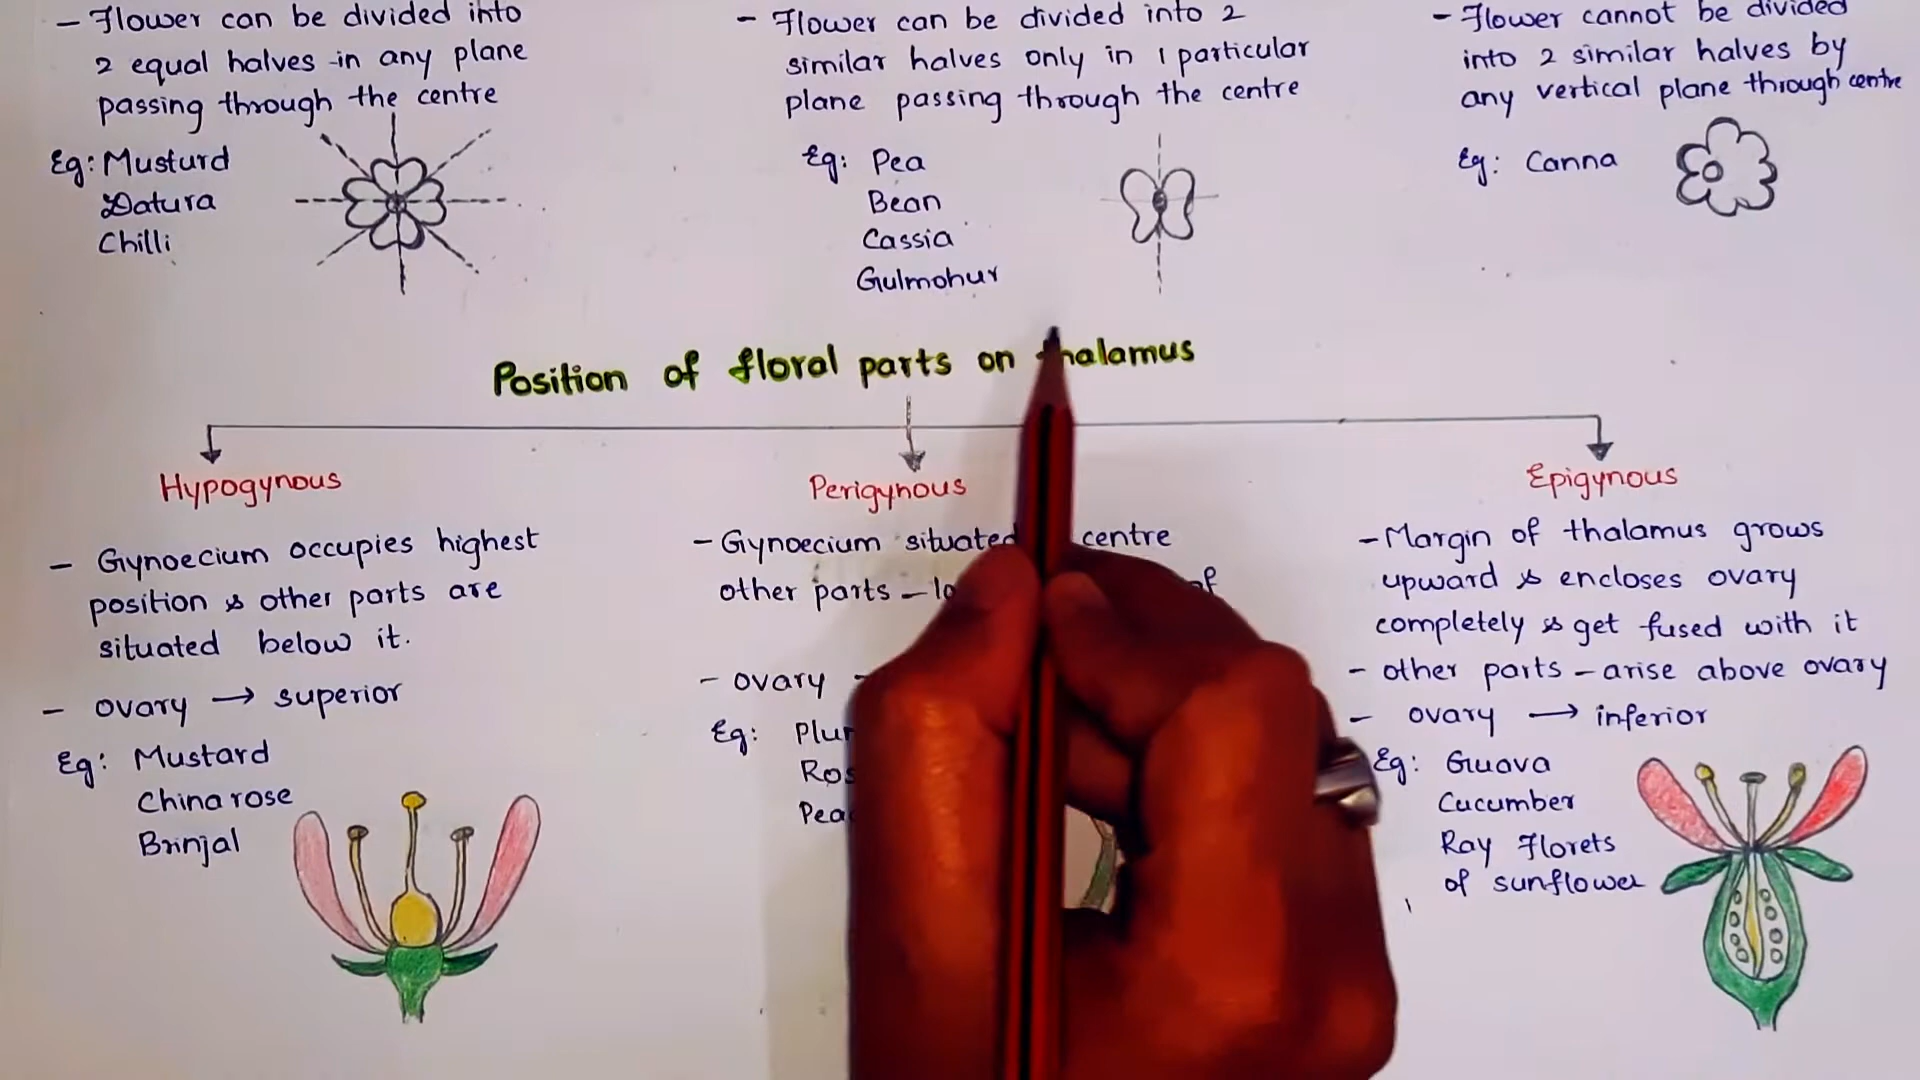 - Flower can be divided into
2 equal halves in any plane
passing through the centre
Eg: Musturd
Datura
Chilli
- Flower can be divided into 2
similar halves only in 1 particular
plane passing through the centre
Eg: Pea
Bean
Cassia
Gulmohur
- Flower cannot be divided
into 2 similar halves by
any vertical plane through centre
Eg: Canna
Position of floral parts on thalamus
Hypogynous
- Gynoecium occupies highest
position & other parts are
situated below it.
- ovary → superior
Eg: Mustard
China rose
Brinjal
Perigynous
- Gynoecium situated centre
other parts - of
- ovary
Eg:
Epigynous
- Margin of thalamus grows
upward & encloses ovary
completely & get fused with it
- other parts - arise above ovary
- ovary → inferior
Eg: Guava
Cucumber
Ray Florets
of sunflower